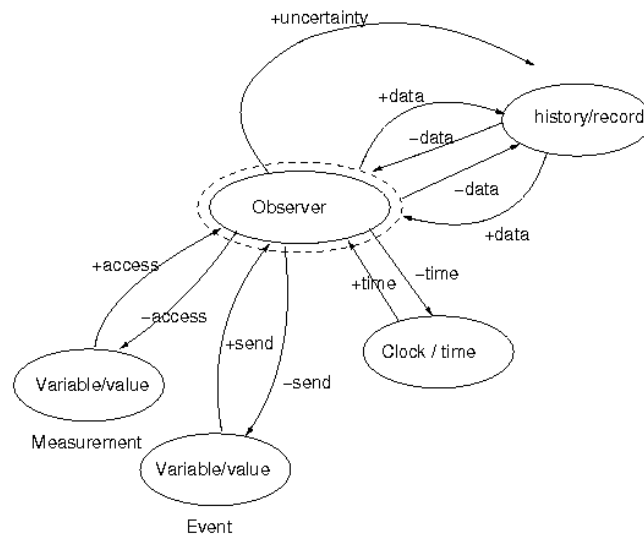 +uncertainty
+data
history/record
−data
−data
Observer
+data
+access
+time
−time
−access
+send
Clock / time
Variable/value
−send
Measurement
Variable/value
Event